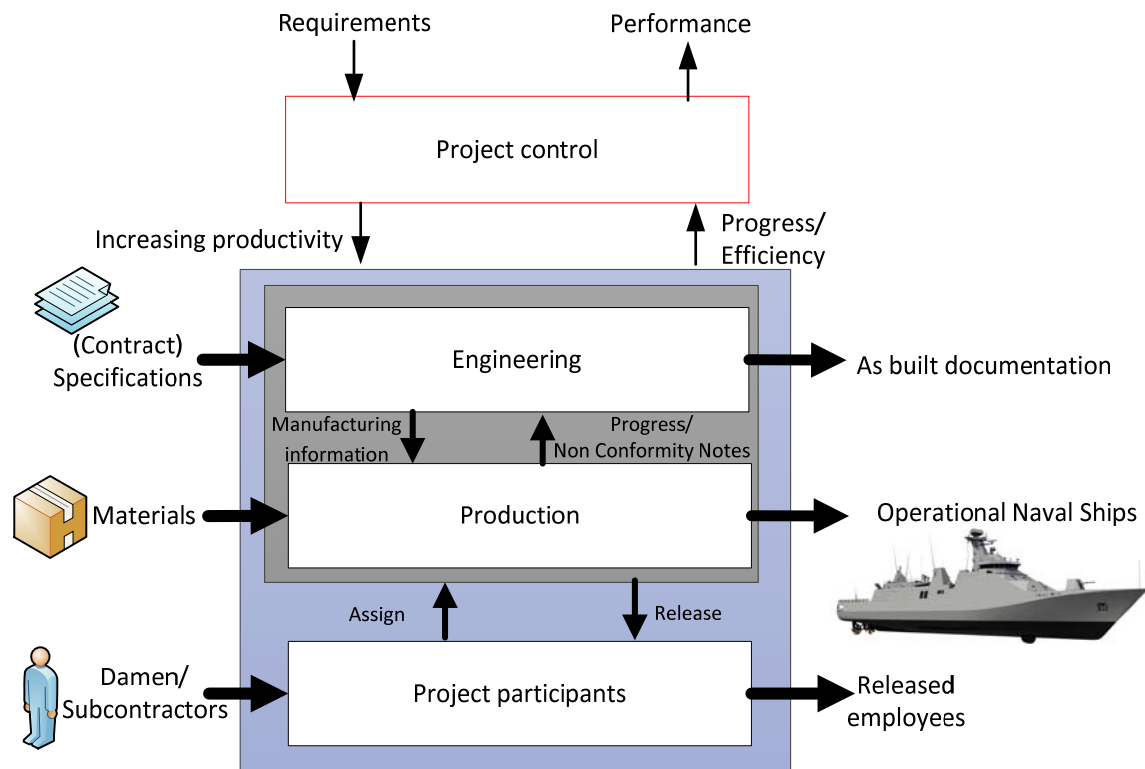 Requirements
Performance
Project control
Increasing productivity
Progress/
Efficiency
(Contract)
Specifications
Engineering
As built documentation
Manufacturing
information
Progress/
Non Conformity Notes
Materials
Production
Operational Naval Ships
Assign
Release
Damen/
Subcontractors
Project participants
Released
employees